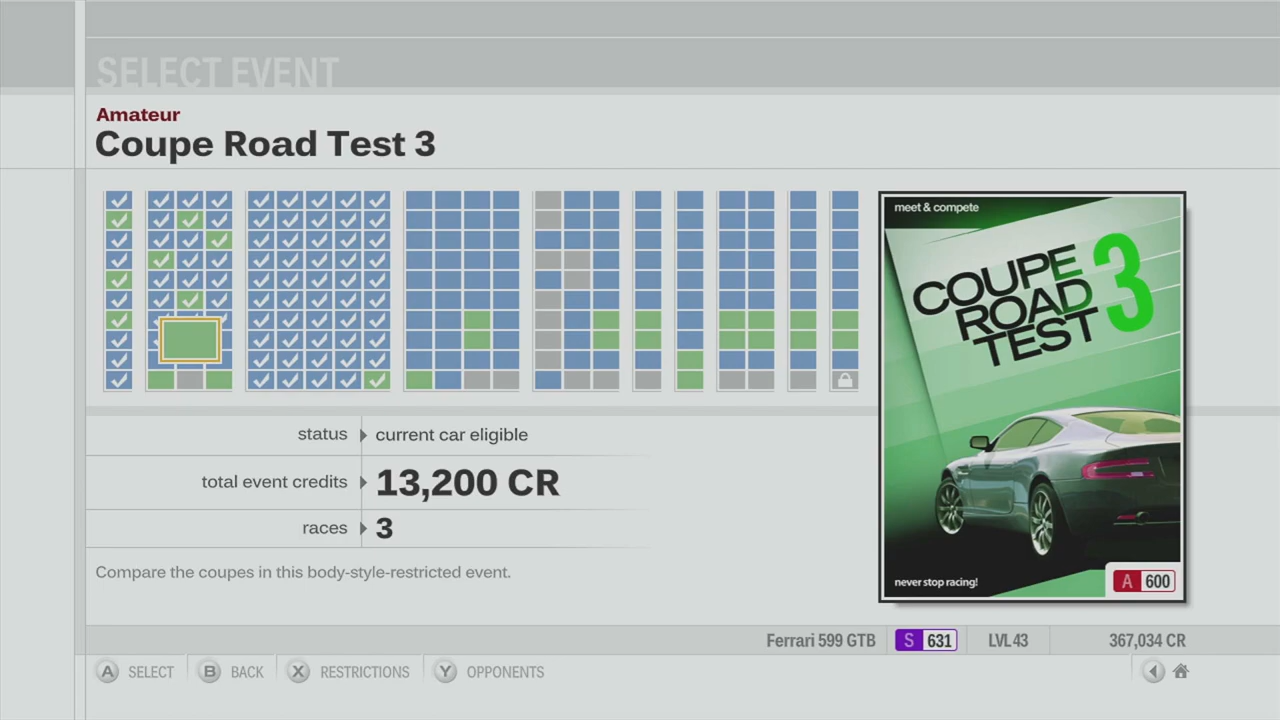 SELECT EVENT
Amateur
Coupe Road Test 3
meet & compete
COUPE
ROAD
TEST
3
never stop racing!
A 600
status current car eligible
total event credits 13,200 CR
races 3
Compare the coupes in this body-style-restricted event.
Ferrari 599 GTB S 631 LVL 43 367,034 CR
A SELECT B BACK X RESTRICTIONS Y OPPONENTS